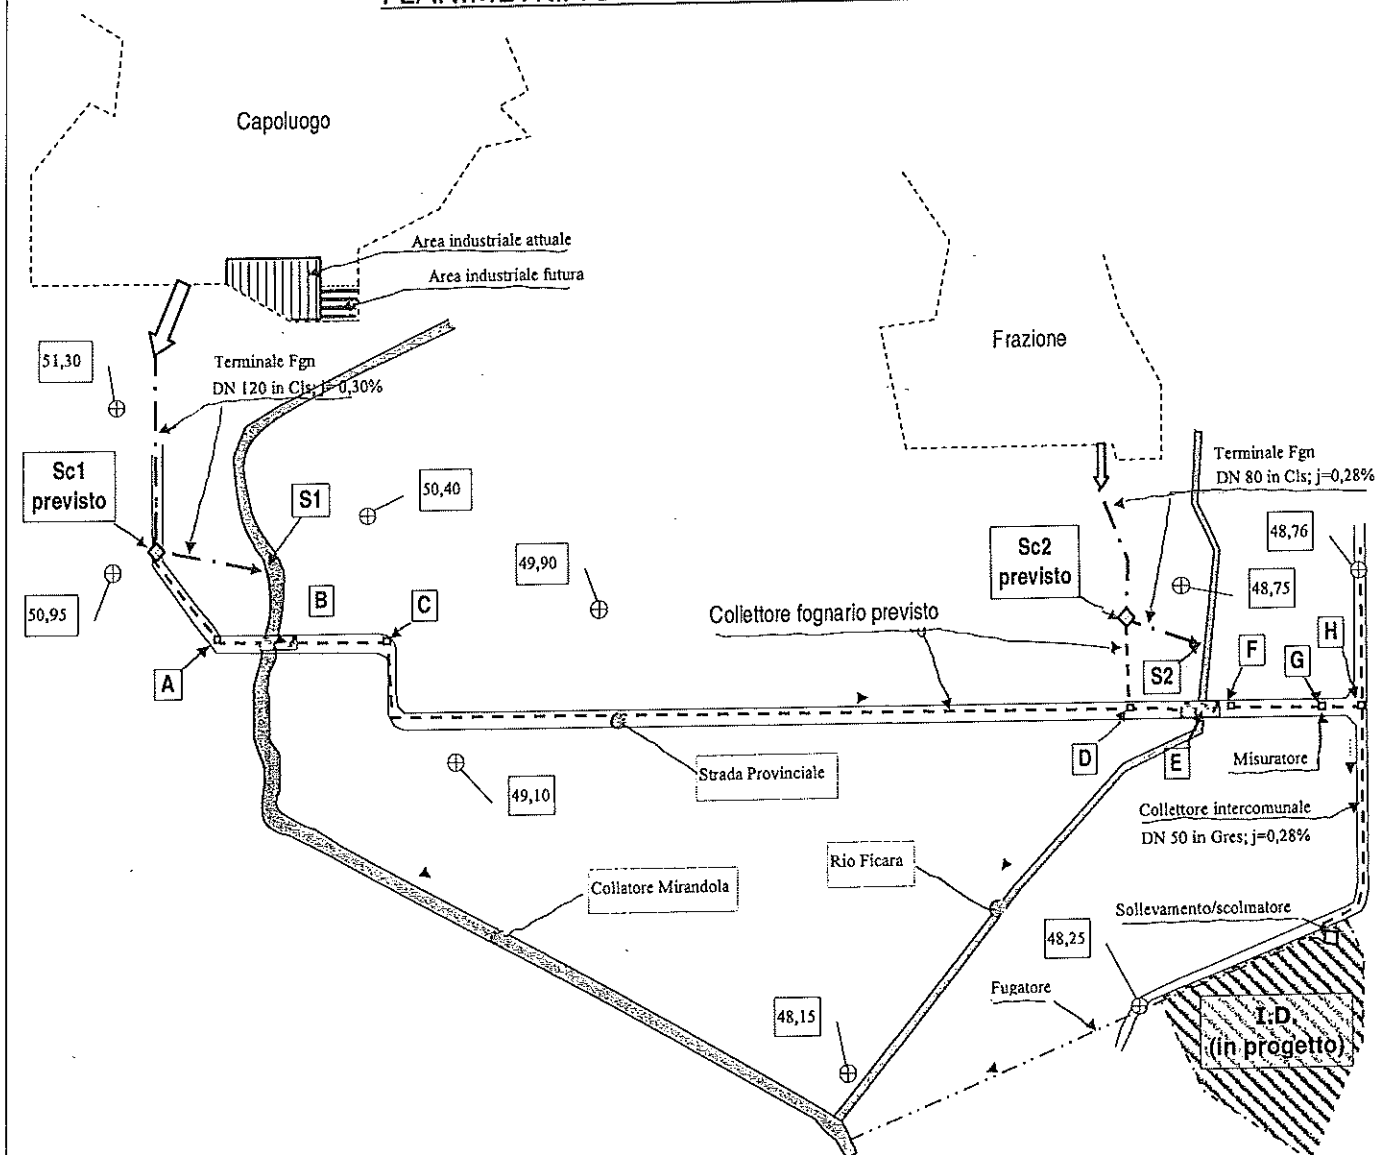 Capoluogo
Area industriale attuale
Area industriale futura
Frazione
51,30
Terminale Fgn
DN 120 in Cls; j=0,30%
Sc1
previsto
S1
50,40
Terminale Fgn
DN 80 in Cls; j=0,28%
48,76
49,90
Sc2
previsto
48,75
50,95
B
C
Collettore fognario previsto
H
F
G
A
S2
D
E
Misuratore
Strada Provinciale
49,10
Collettore intercomunale
DN 50 in Gres; j=0,28%
Rio Ficara
Collatore Mirandola
Sollevamento/scolmatore
48,25
Fugatore
48,15
I.D.
(in progetto)